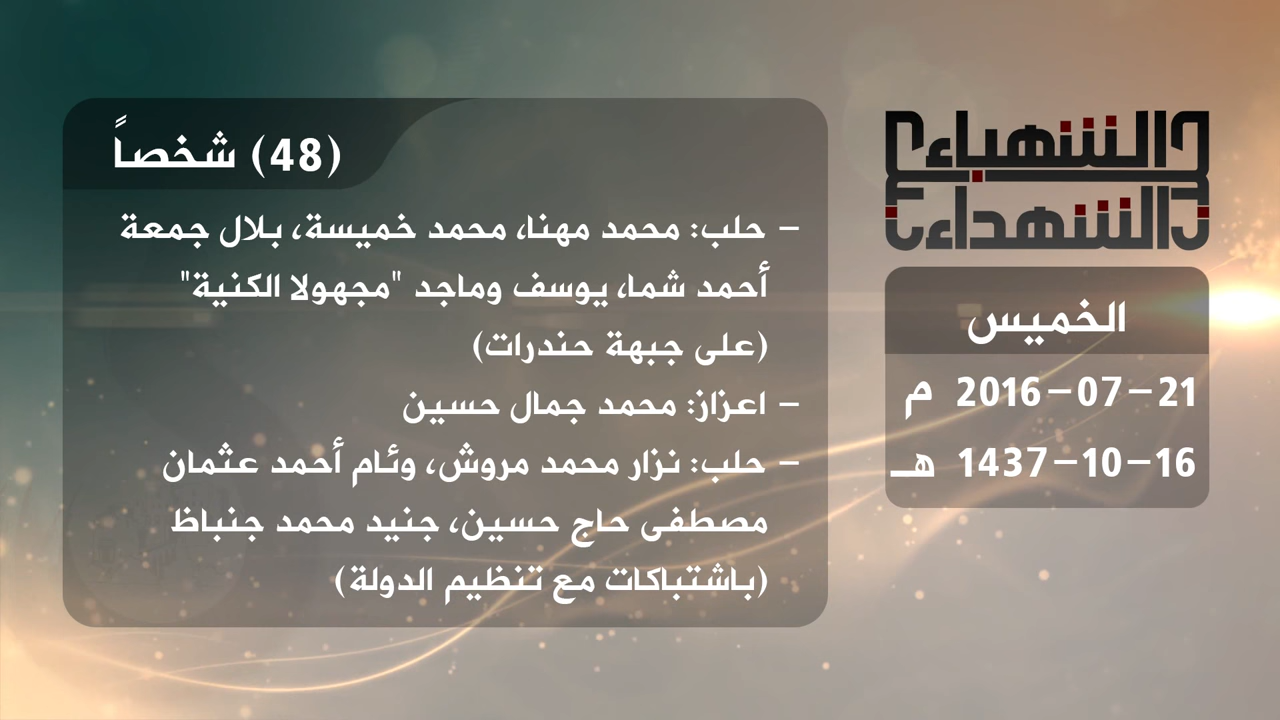 الشهباء
الشهداء
الخميس
21-07-2016 م
16-10-1437 هـ
(48) شخصاً
- حلب: محمد مهنا، محمد خميسة، بلال جمعة
أحمد شما، يوسف وماجد "مجهولا الكنية"
(على جبهة حندرات)
- اعزاز: محمد جمال حسين
- حلب: نزار محمد مروش، وئام أحمد عثمان
مصطفى حاج حسين، جنيد محمد جنباظ
(باشتباكات مع تنظيم الدولة)